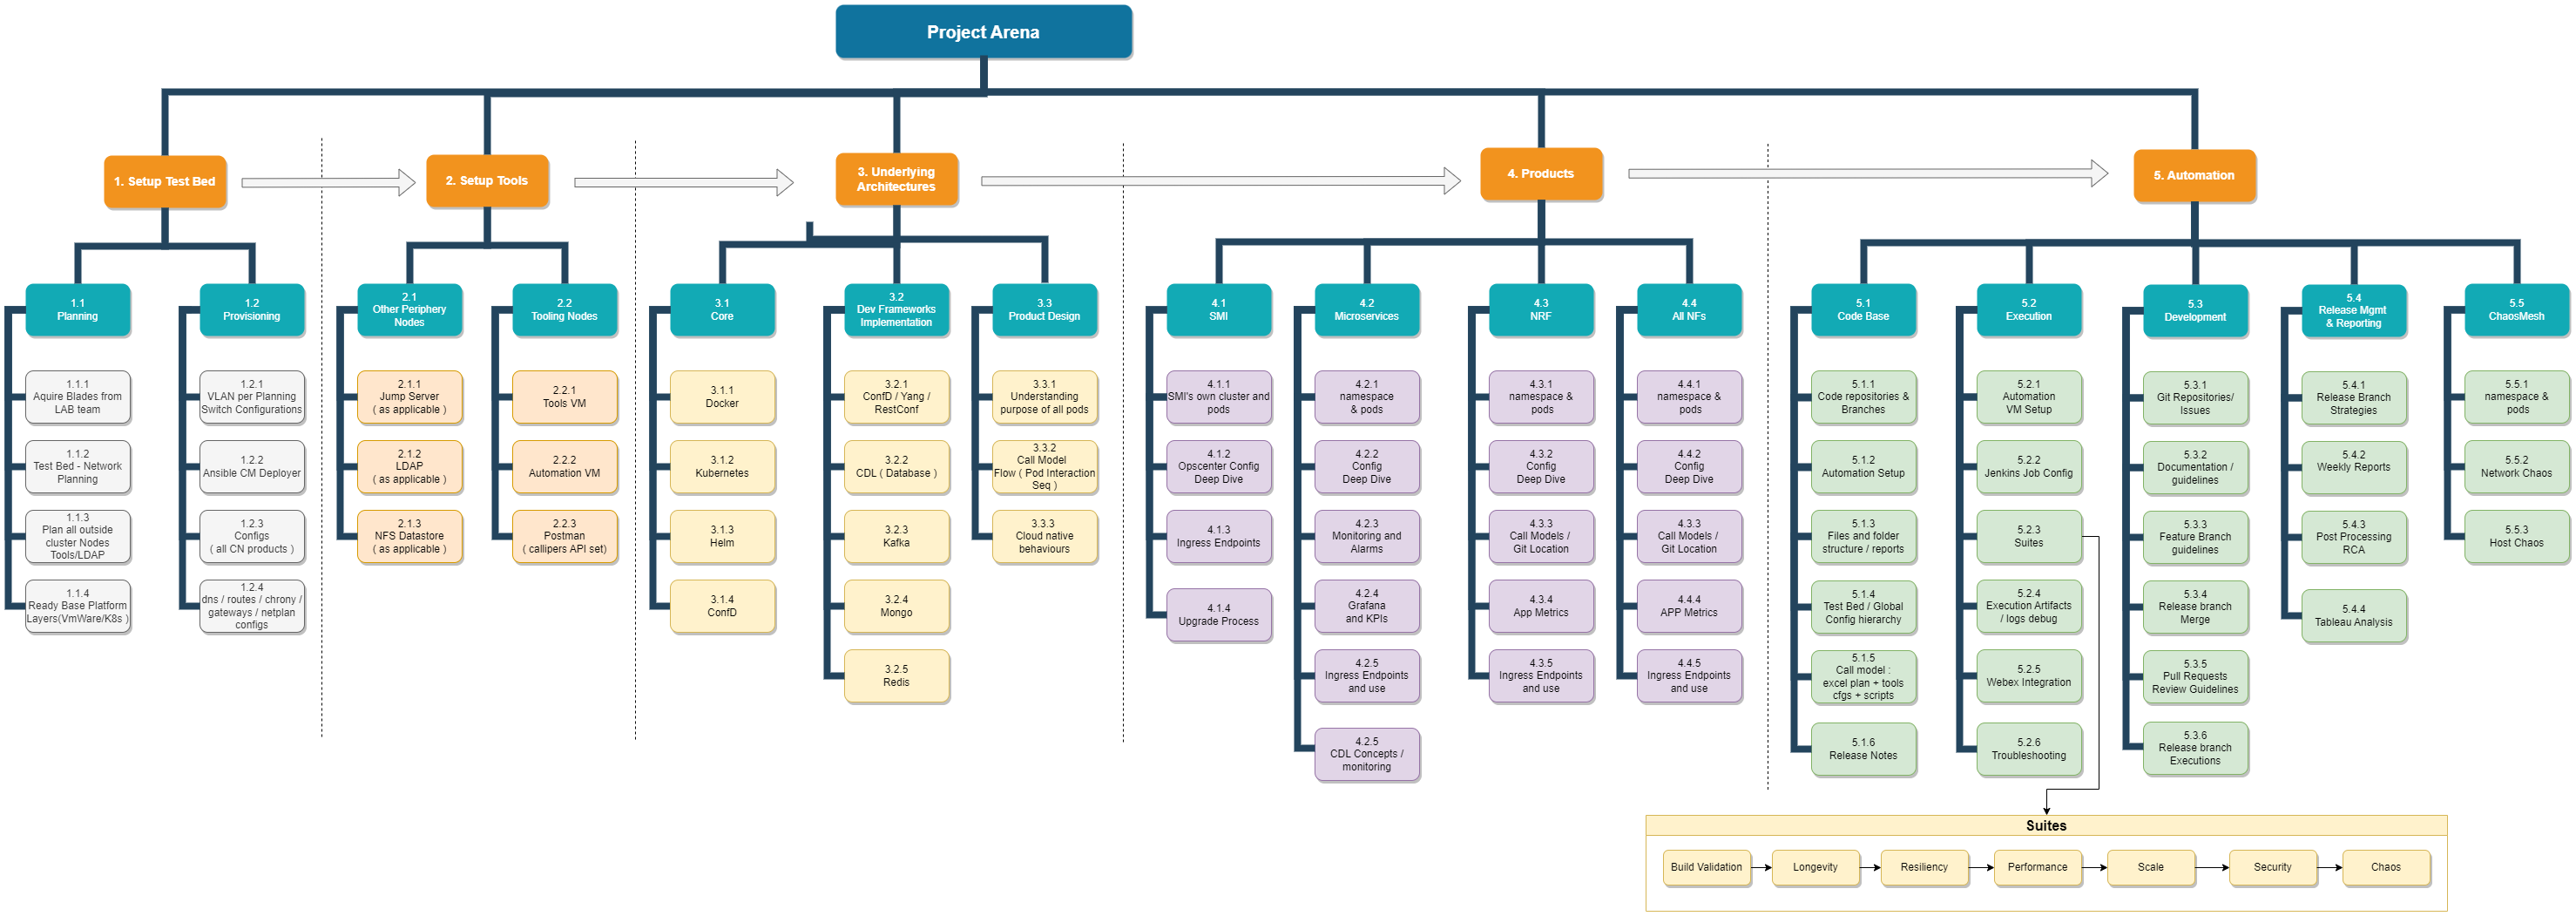 Project Arena
1. Setup Test Bed
2. Setup Tools
3. Underlying
Architectures
4. Products
5. Automation
1.1
Planning
1.1.1
Aquire Blades from
LAB team
1.1.2
Test Bed - Network
Planning
1.1.3
Plan all outside
cluster Nodes
Tools/LDAP
1.1.4
Ready Base Platform
Layers(VmWare/K8s )
1.2
Provisioning
1.2.1
VLAN per Planning
Switch Configurations
1.2.2
Ansible CM Deployer
1.2.3
Configs
( all CN products )
1.2.4
dns / routes / chrony /
gateways / netplan
configs
2.1
Other Periphery
Nodes
2.1.1
Jump Server
( as applicable )
2.1.2
LDAP
( as applicable )
2.1.3
NFS Datastore
( as applicable )
2.2
Tooling Nodes
2.2.1
Tools VM
2.2.2
Automation VM
2.2.3
Postman
( callipers API set)
3.1
Core
3.1.1
Docker
3.1.2
Kubernetes
3.1.3
Helm
3.1.4
ConfD
3.2
Dev Frameworks
Implementation
3.2.1
ConfD / Yang /
RestConf
3.2.2
CDL ( Database )
3.2.3
Kafka
3.2.4
Mongo
3.2.5
Redis
3.3
Product Design
3.3.1
Understanding
purpose of all pods
3.3.2
Call Model
Flow ( Pod Interaction
Seq )
3.3.3
Cloud native
behaviours
4.1
SMI
4.1.1
SMI's own cluster and
pods
4.1.2
Opscenter Config
Deep Dive
4.1.3
Ingress Endpoints
4.1.4
Upgrade Process
4.2
Microservices
4.2.1
namespace
& pods
4.2.2
Config
Deep Dive
4.2.3
Monitoring and
Alarms
4.2.4
Grafana
and KPIs
4.2.5
Ingress Endpoints
and use
4.2.5
CDL Concepts /
monitoring
4.3
NRF
4.3.1
namespace &
pods
4.3.2
Config
Deep Dive
4.3.3
Call Models /
Git Location
4.3.4
App Metrics
4.3.5
Ingress Endpoints
and use
4.4
All NFs
4.4.1
namespace &
pods
4.4.2
Config
Deep Dive
4.3.3
Call Models /
Git Location
4.4.4
APP Metrics
4.4.5
Ingress Endpoints
and use
5.1
Code Base
5.1.1
Code repositories &
Branches
5.1.2
Automation Setup
5.1.3
Files and folder
structure / reports
5.1.4
Test Bed / Global
Config hierarchy
5.1.5
Call model :
excel plan + tools
cfgs + scripts
5.1.6
Release Notes
5.2
Execution
5.2.1
Automation
VM Setup
5.2.2
Jenkins Job Config
5.2.3
Suites
5.2.4
Execution Artifacts
/ logs debug
5.2.5
Webex Integration
5.2.6
Troubleshooting
5.3
Development
5.3.1
Git Repositories/
Issues
5.3.2
Documentation /
guidelines
5.3.3
Feature Branch
guidelines
5.3.4
Release branch
Merge
5.3.5
Pull Requests
Review Guidelines
5.3.6
Release branch
Executions
5.4
Release Mgmt
& Reporting
5.4.1
Release Branch
Strategies
5.4.2
Weekly Reports
5.4.3
Post Processing
RCA
5.4.4
Tableau Analysis
5.5
ChaosMesh
5.5.1
namespace &
pods
5.5.2
Network Chaos
5.5.3
Host Chaos
Suites
Build Validation
Longevity
Resiliency
Performance
Scale
Security
Chaos